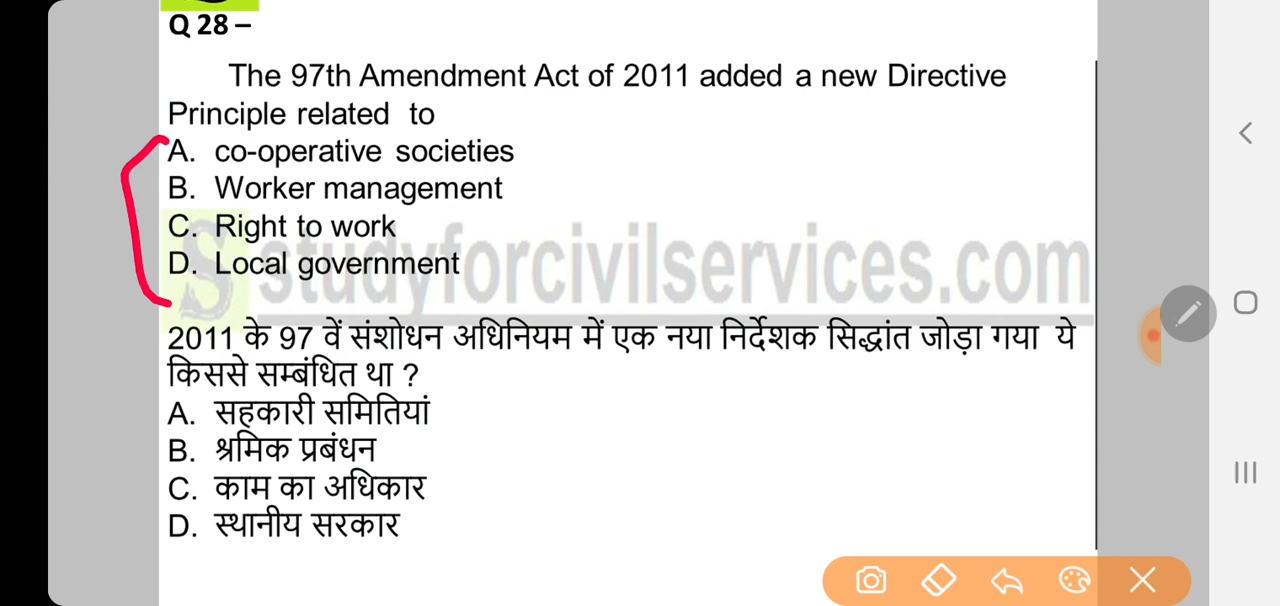 Q 28 –
The 97th Amendment Act of 2011 added a new Directive
Principle related to
A. co-operative societies
B. Worker management
C. Right to work
D. Local government
S studyforcivilservices.com
2011 के 97 वें संशोधन अधिनियम में एक नया निर्देशक सिद्धांत जोड़ा गया ये
किससे सम्बंधित था ?
A. सहकारी समितियां
B. श्रमिक प्रबंधन
C. काम का अधिकार
D. स्थानीय सरकार